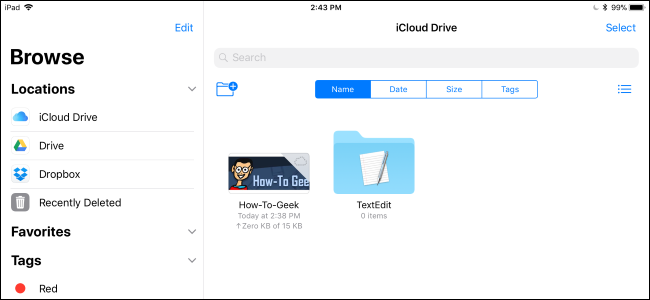 iPad
2:43 PM
99%
Edit
iCloud Drive
Select
Browse
Search
Locations
Name
Date
Size
Tags
iCloud Drive
Drive
Dropbox
Recently Deleted
Favorites
Tags
Red
How-To Gee
How-To-Geek
Today at 2:38 PM
↑Zero KB of 15 KB
TextEdit
0 items